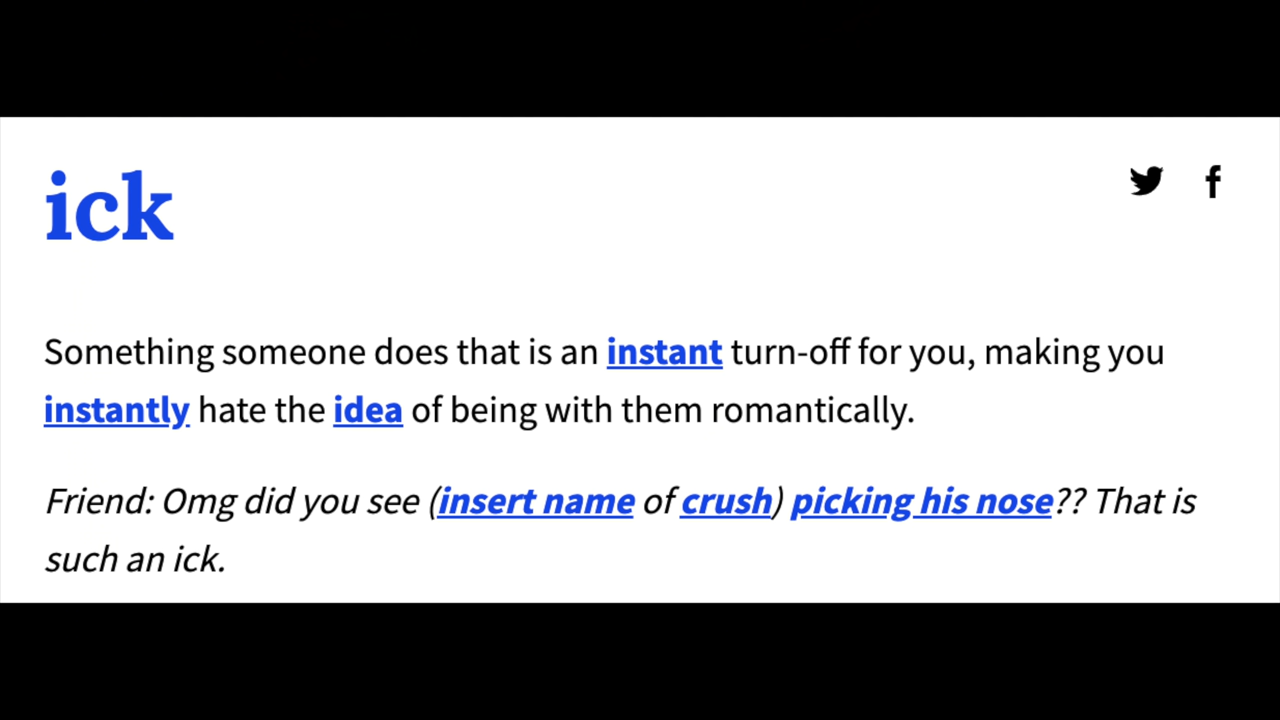 ick
Something someone does that is an instant turn-off for you, making you
instantly hate the idea of being with them romantically.
Friend: Omg did you see (insert name of crush) picking his nose?? That is
such an ick.